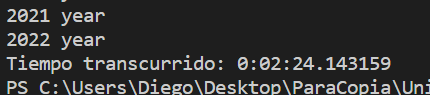 2021 year
2022 year
Tiempo transcurrido: 0:02:24.143159
PS C:\Users\Diego\Desktop\ParaCopia\Uni